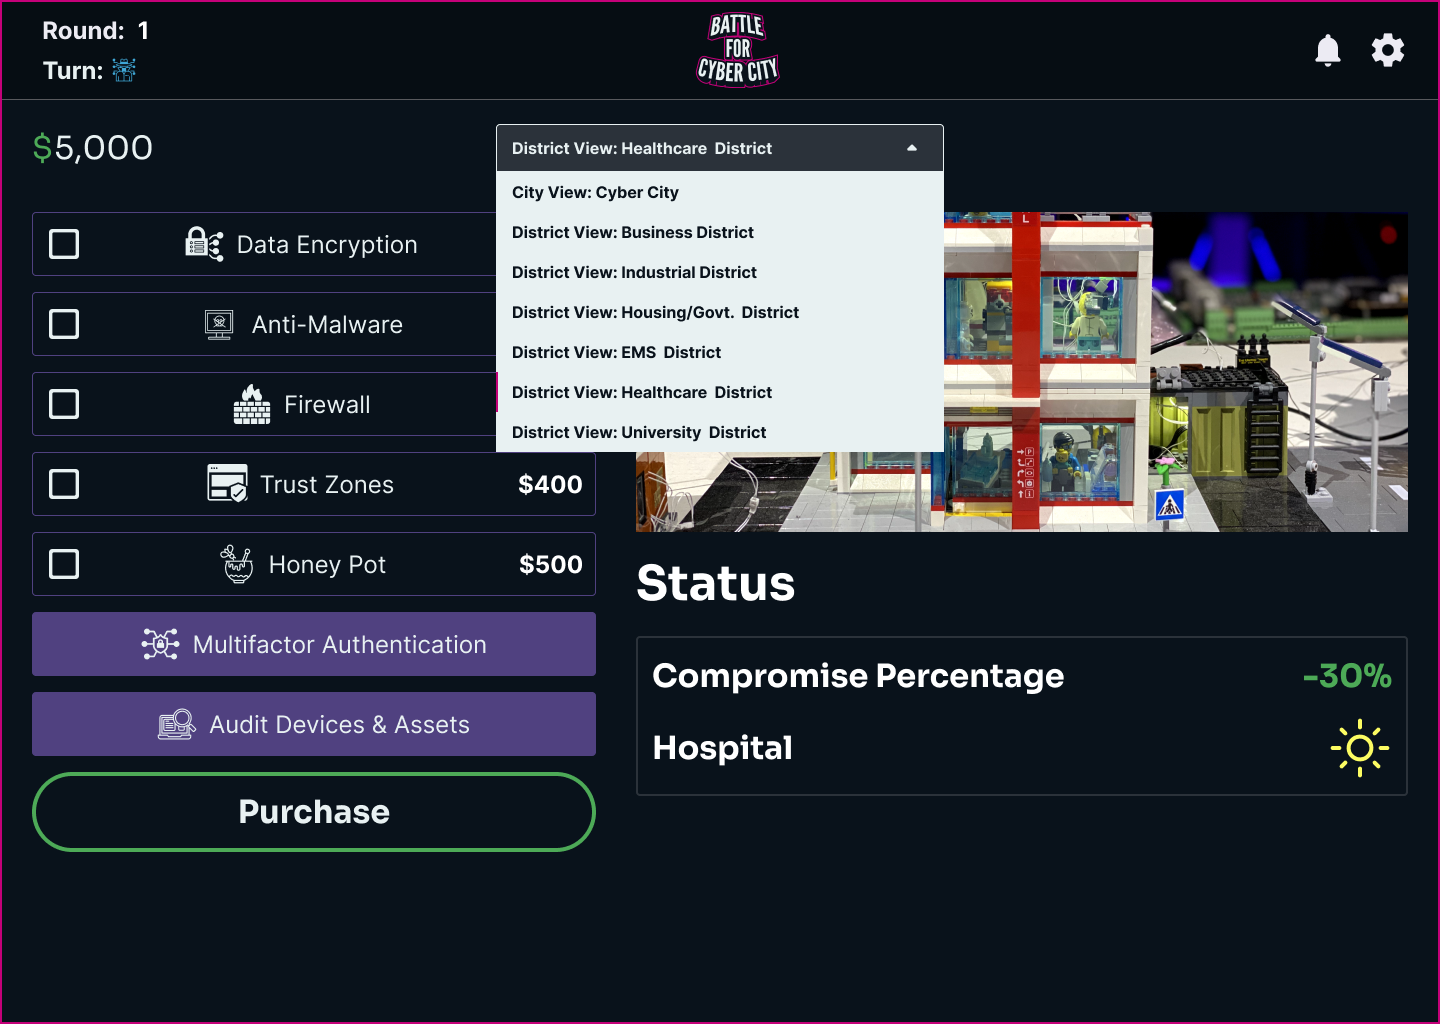 Round: 1
Turn:
BATTLE
FOR
CYBER CITY
$5,000
District View: Healthcare  District
City View: Cyber City
District View: Business District
District View: Industrial District
District View: Housing/Govt.  District
District View: EMS  District
District View: Healthcare  District
District View: University  District
Data Encryption
Anti-Malware
Firewall
Trust Zones $400
Honey Pot $500
Multifactor Authentication
Audit Devices & Assets
Purchase
L
P
Status
Compromise Percentage -30%
Hospital